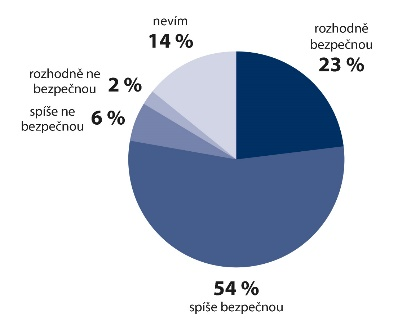 nevím
14 %
rozhodně
bezpečnou
23 %
rozhodně ne
bezpečnou
2 %
spíše ne
bezpečnou
6 %
54 %
spíše bezpečnou